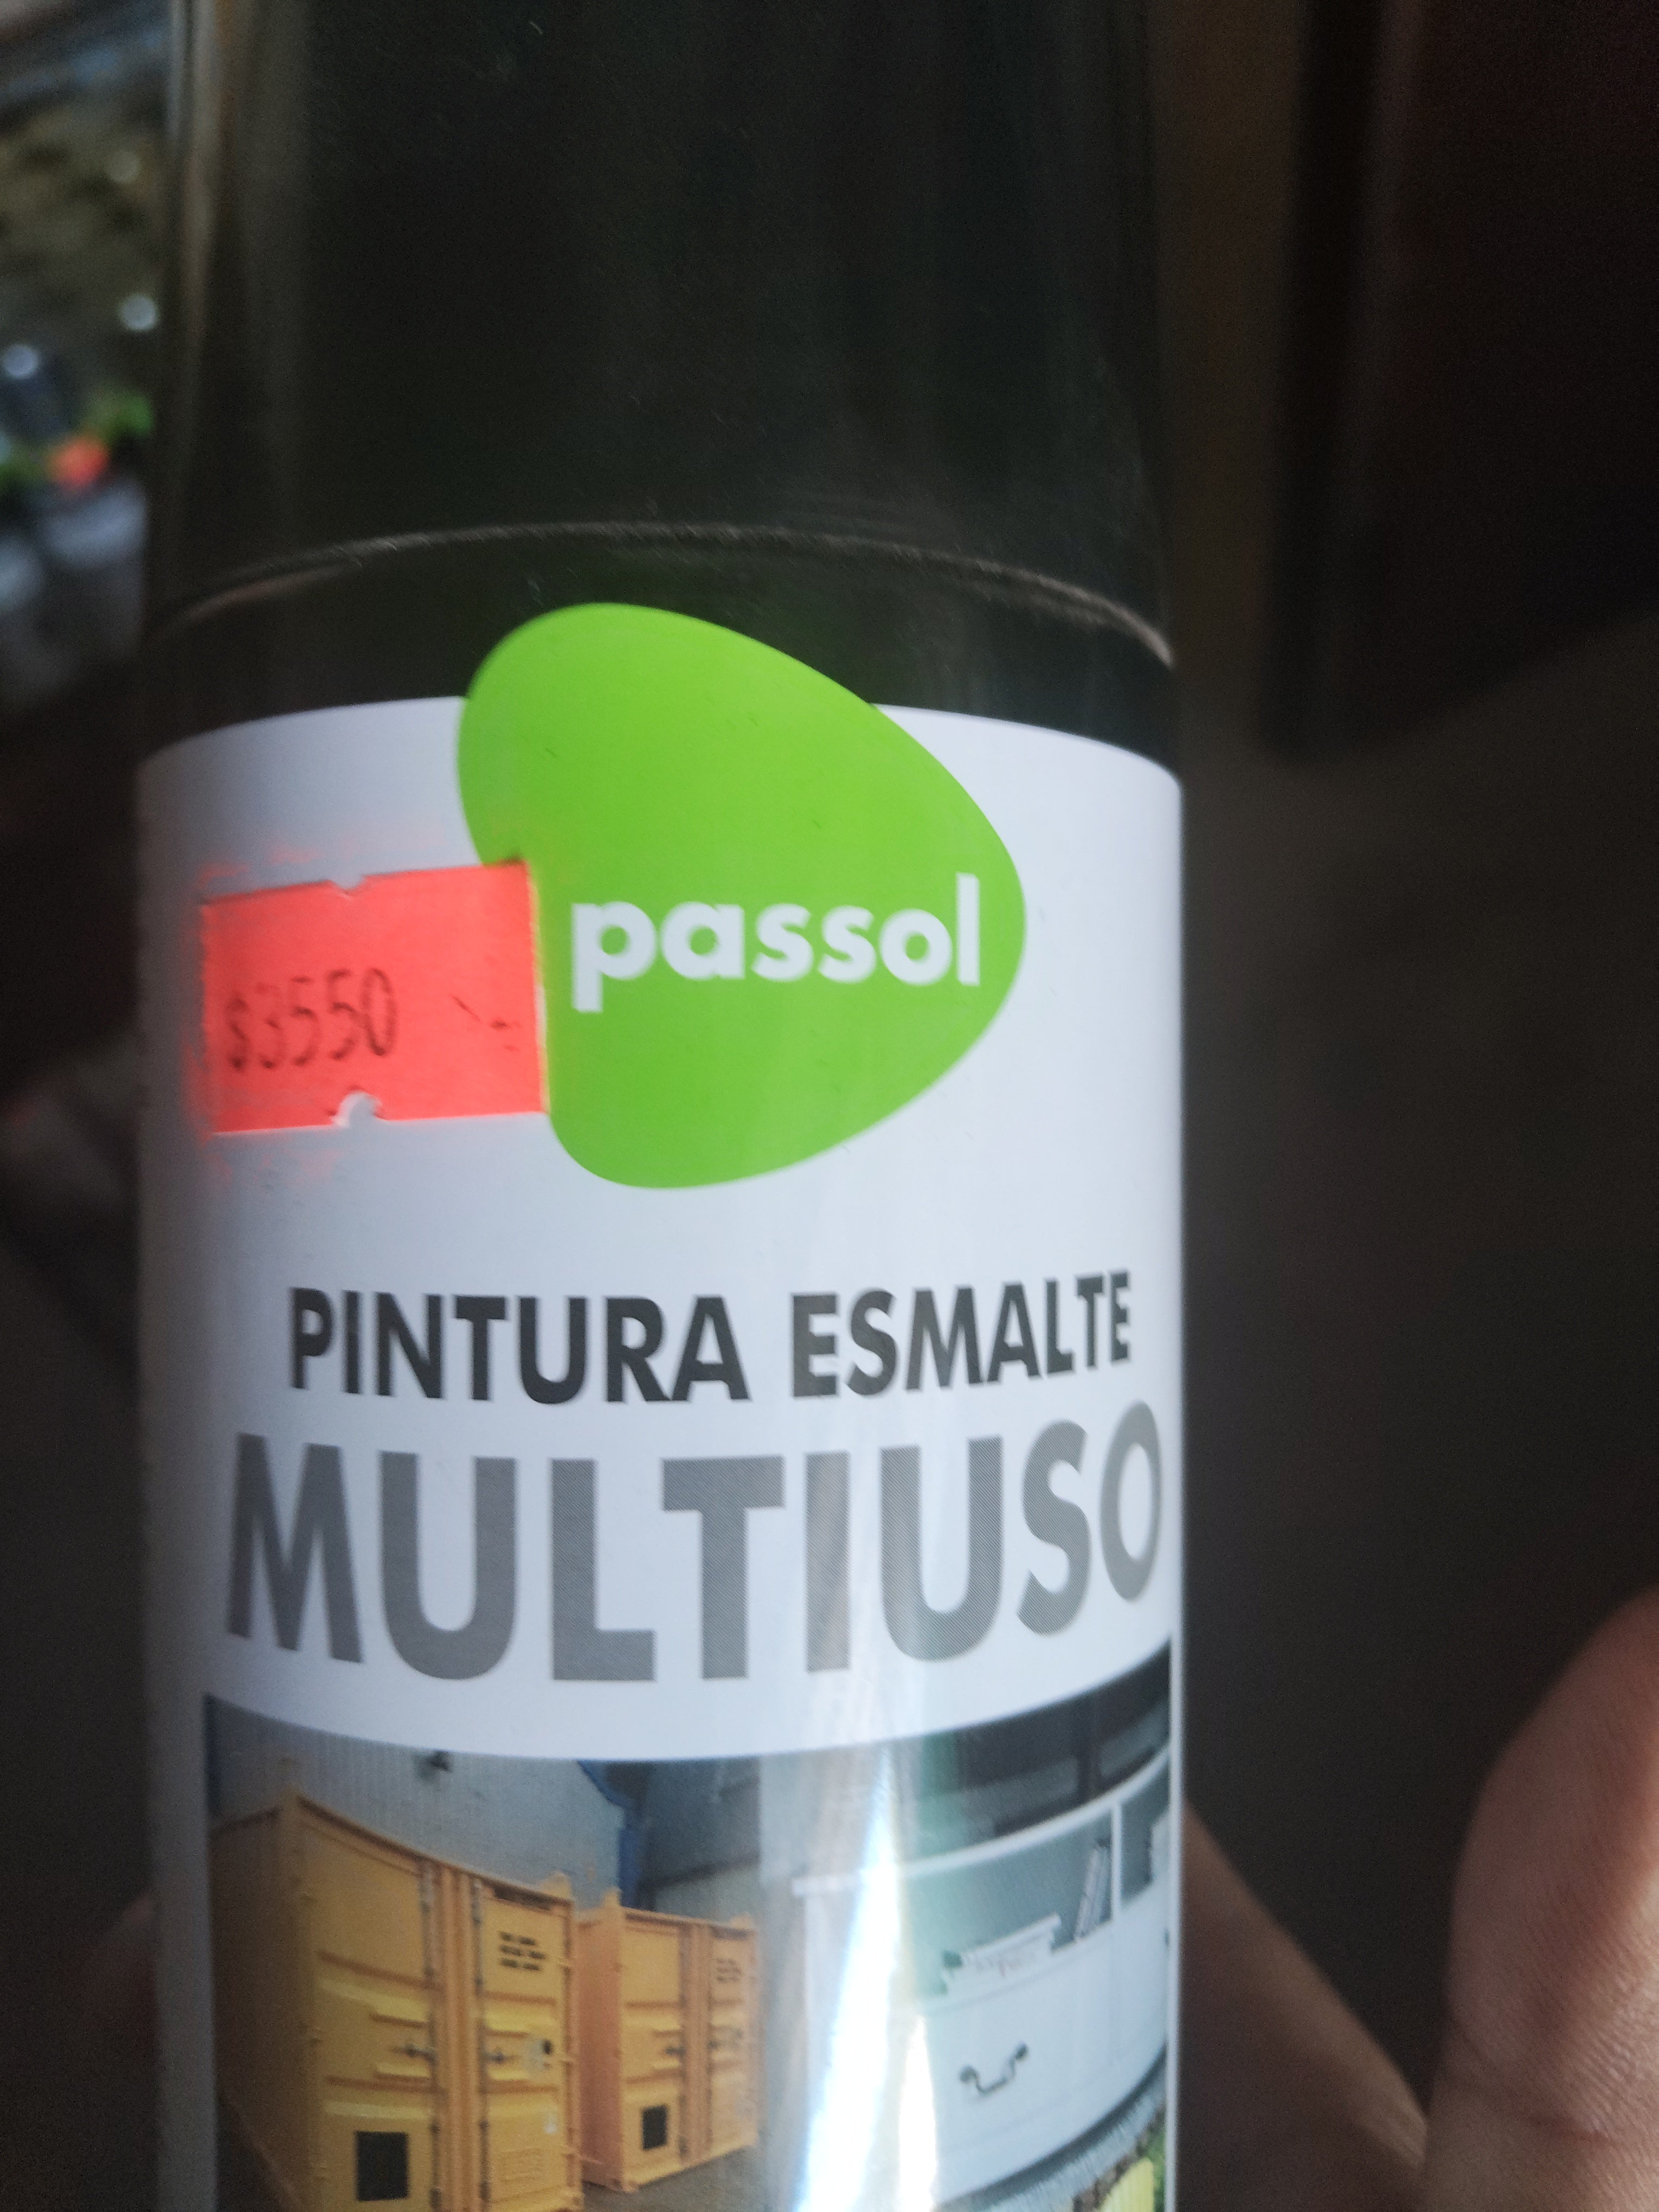 passol
$3550
PINTURA ESMALTE
MULTIUSO